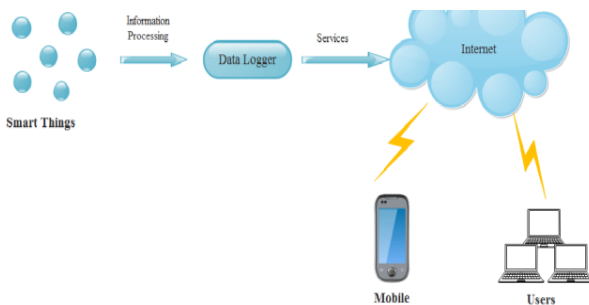 Information
Processing
Data Logger
Services
Internet
Smart Things
Mobile
Users